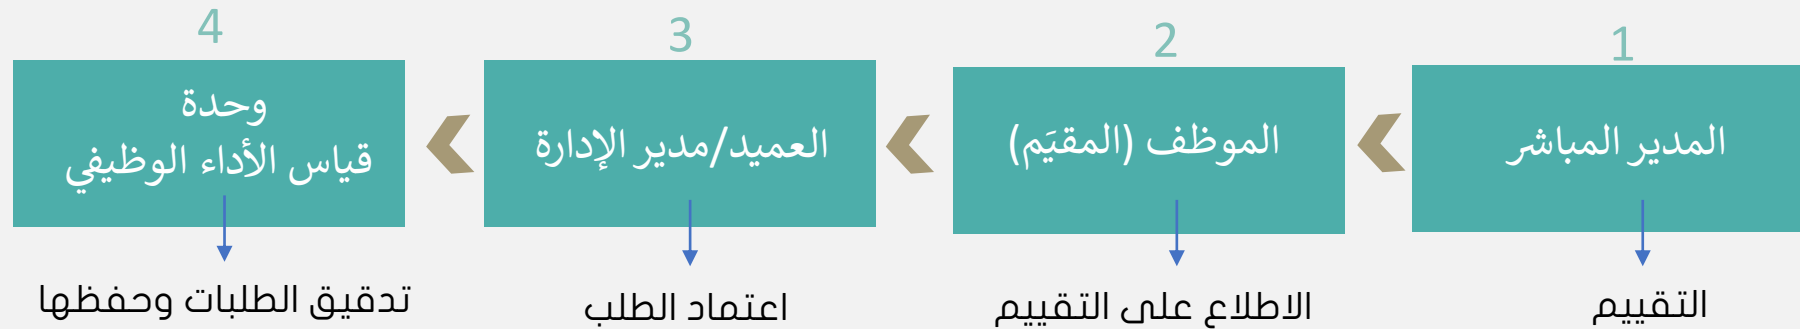 1
المدير المباشر
التقييم
2
الموظف (المقيَم)
الاطلاع على التقييم
3
العميد/مدير الإدارة
اعتماد الطلب
4
وحدة
قياس الأداء الوظيفي
تدقيق الطلبات وحفظها